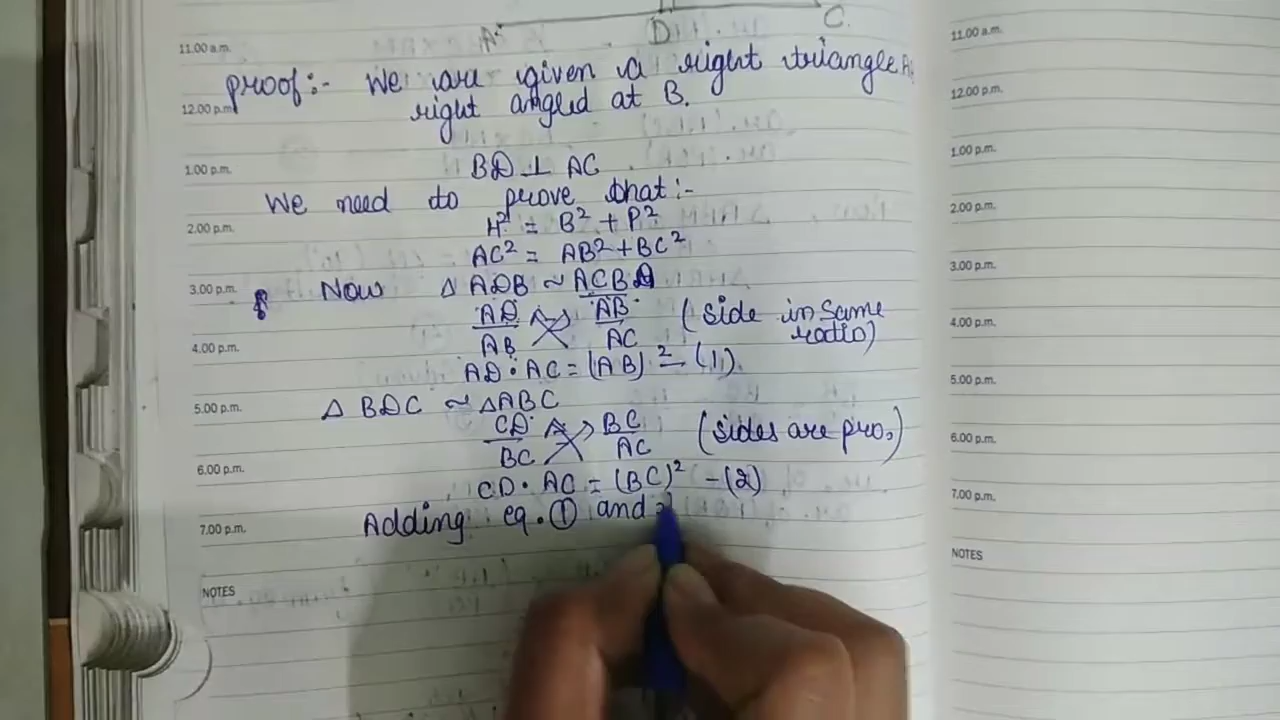 A D C.
11.00 a.m.
proof:- We are given a right triangle
12.00 p.m.
right angled at B.
1.00 p.m.
BD ⊥ AC
We need to prove that:-
2.00 p.m.
H² = B² + P²
AC² = AB² + BC²
3.00 p.m.
Now Δ ADB ~ ACBD
AD AB (side in same
AB AC ratio)
4.00 p.m.
AD . AC = (AB)² - (1).
5.00 p.m.
Δ BDC ~ ΔABC
CD BC (sides are pro.)
BC AC
6.00 p.m.
CD . AC = (BC)² - (2)
7.00 p.m.
Adding eq. ① and
NOTES
11.00 a.m.
12.00 p.m.
1.00 p.m.
2.00 p.m.
3.00 p.m.
4.00 p.m.
5.00 p.m.
6.00 p.m.
7.00 p.m.
NOTES